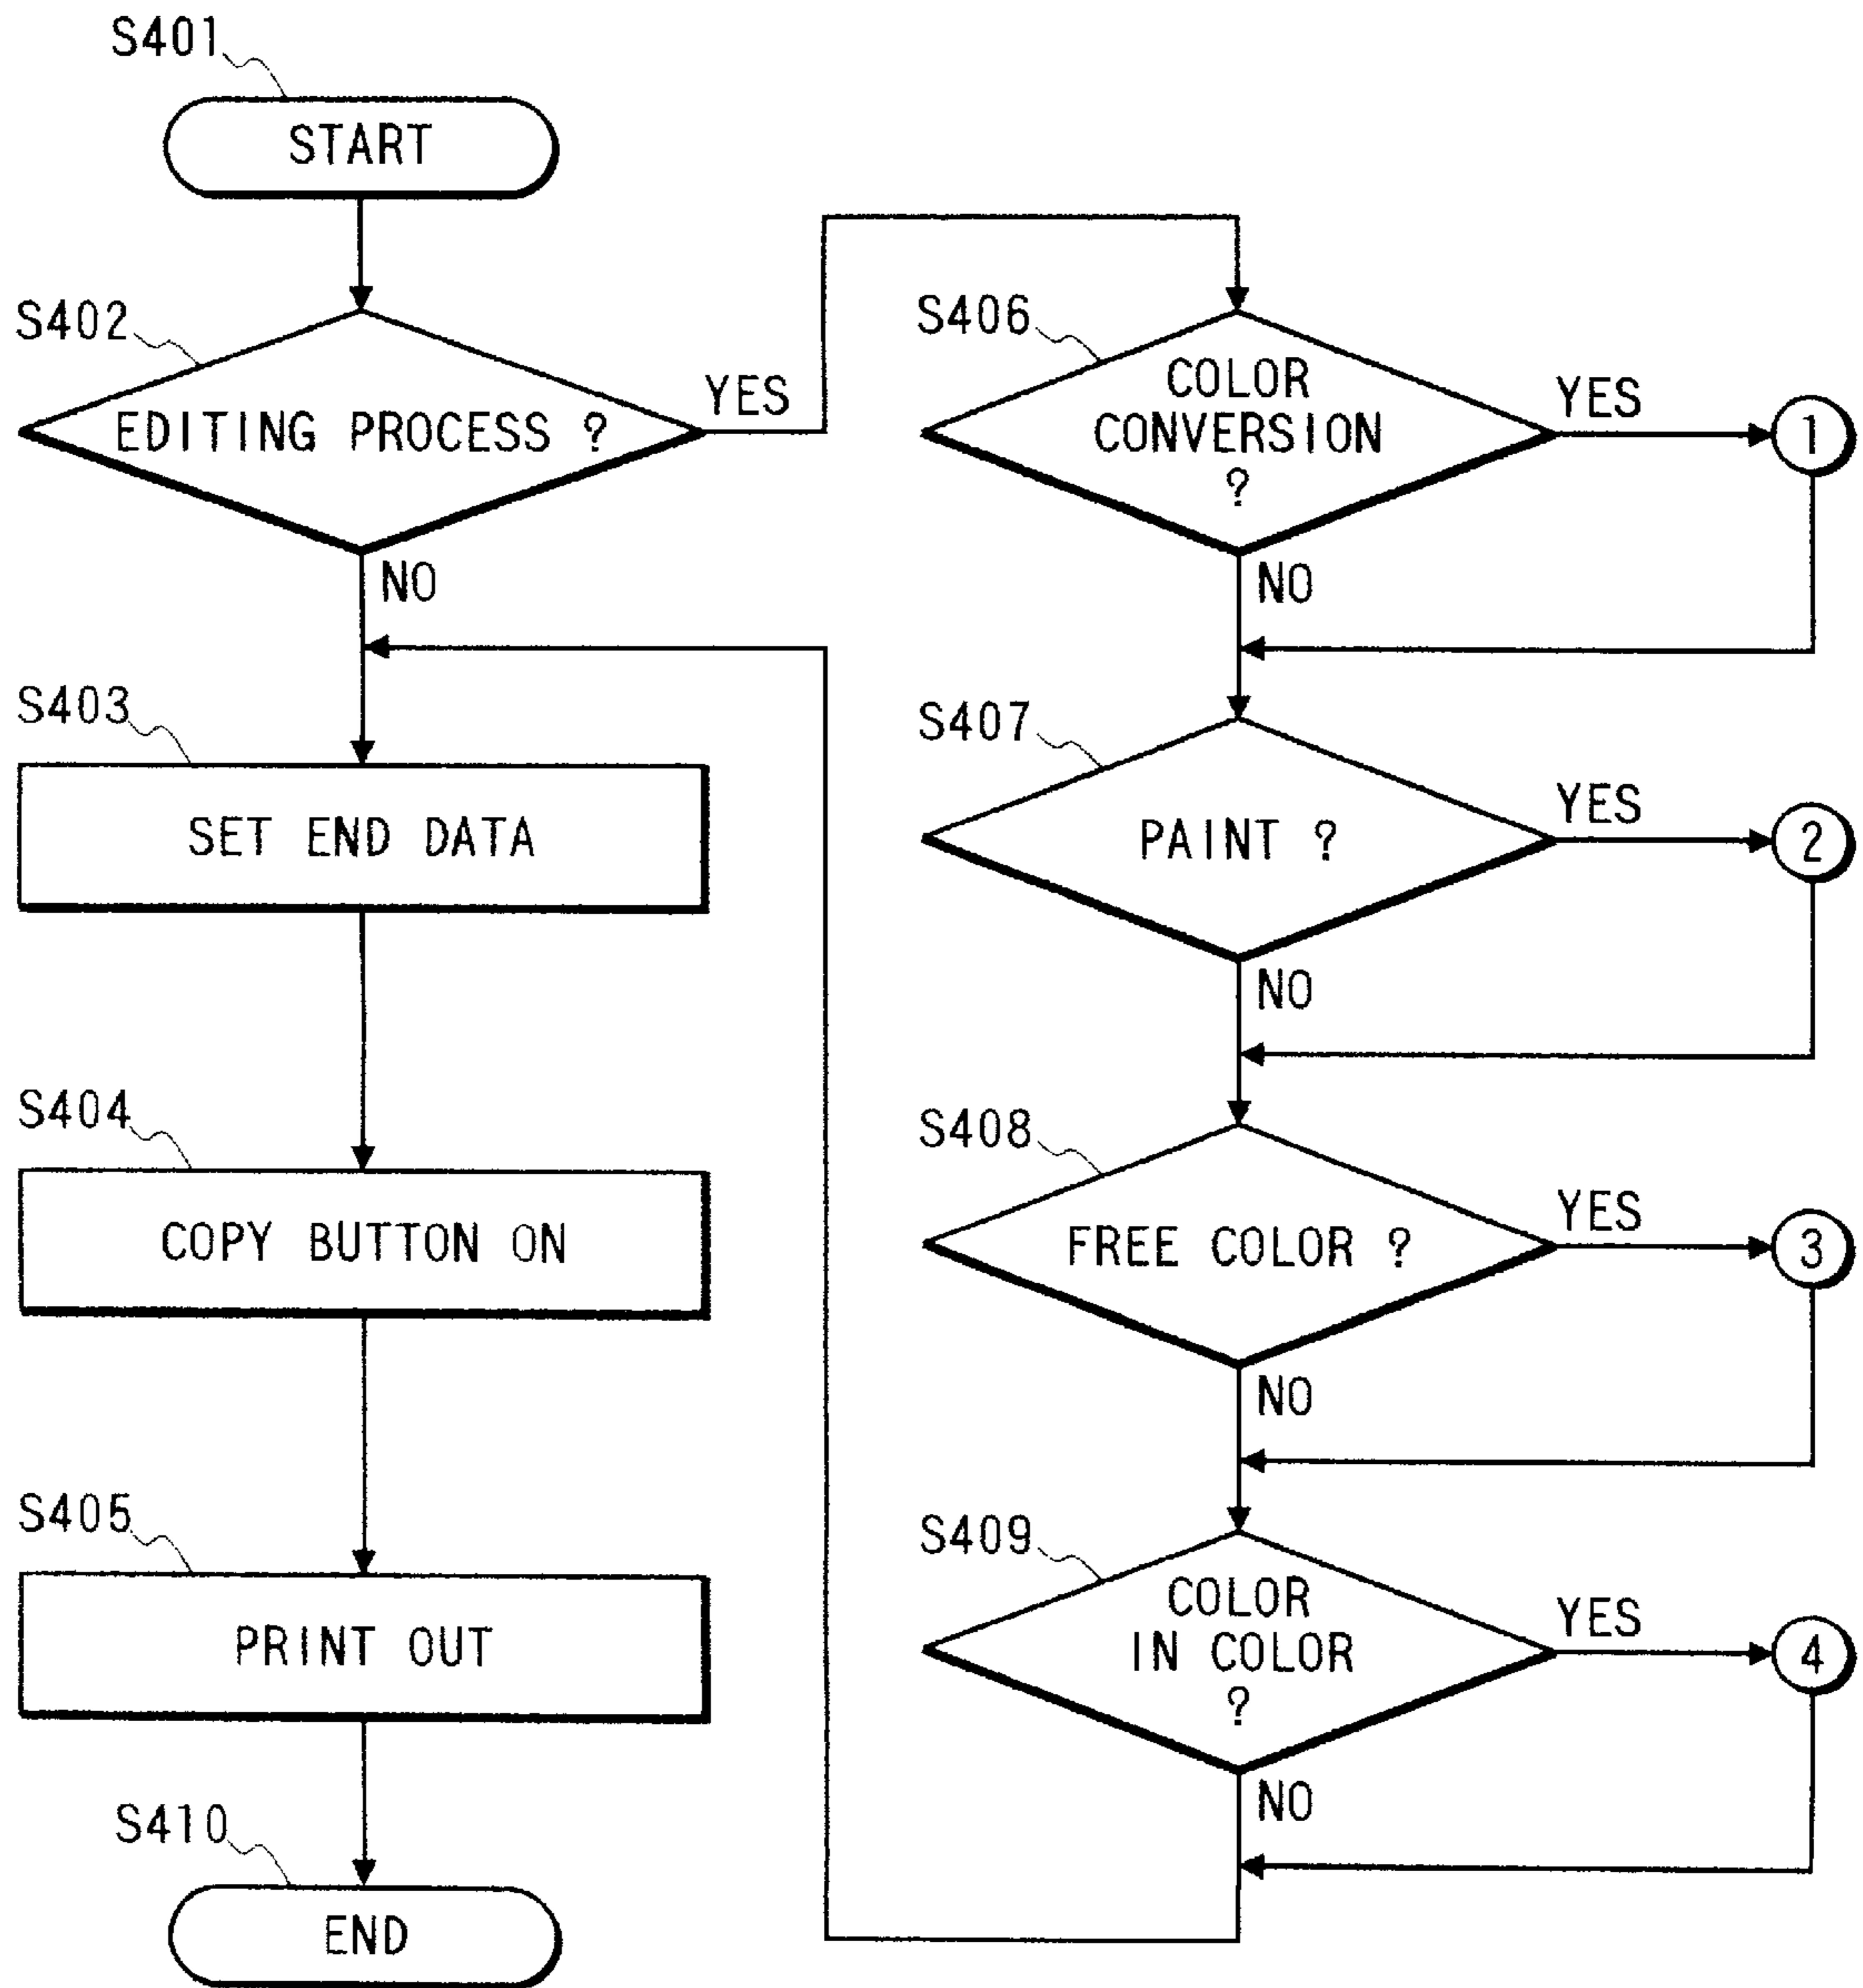 S401
START
S402
EDITING PROCESS ?
YES
NO
S403
SET END DATA
S404
COPY BUTTON ON
S405
PRINT OUT
S410
END
S406
COLOR
CONVERSION
?
YES
1
NO
S407
PAINT ?
YES
2
NO
S408
FREE COLOR ?
YES
3
NO
S409
COLOR
IN COLOR
?
YES
4
NO